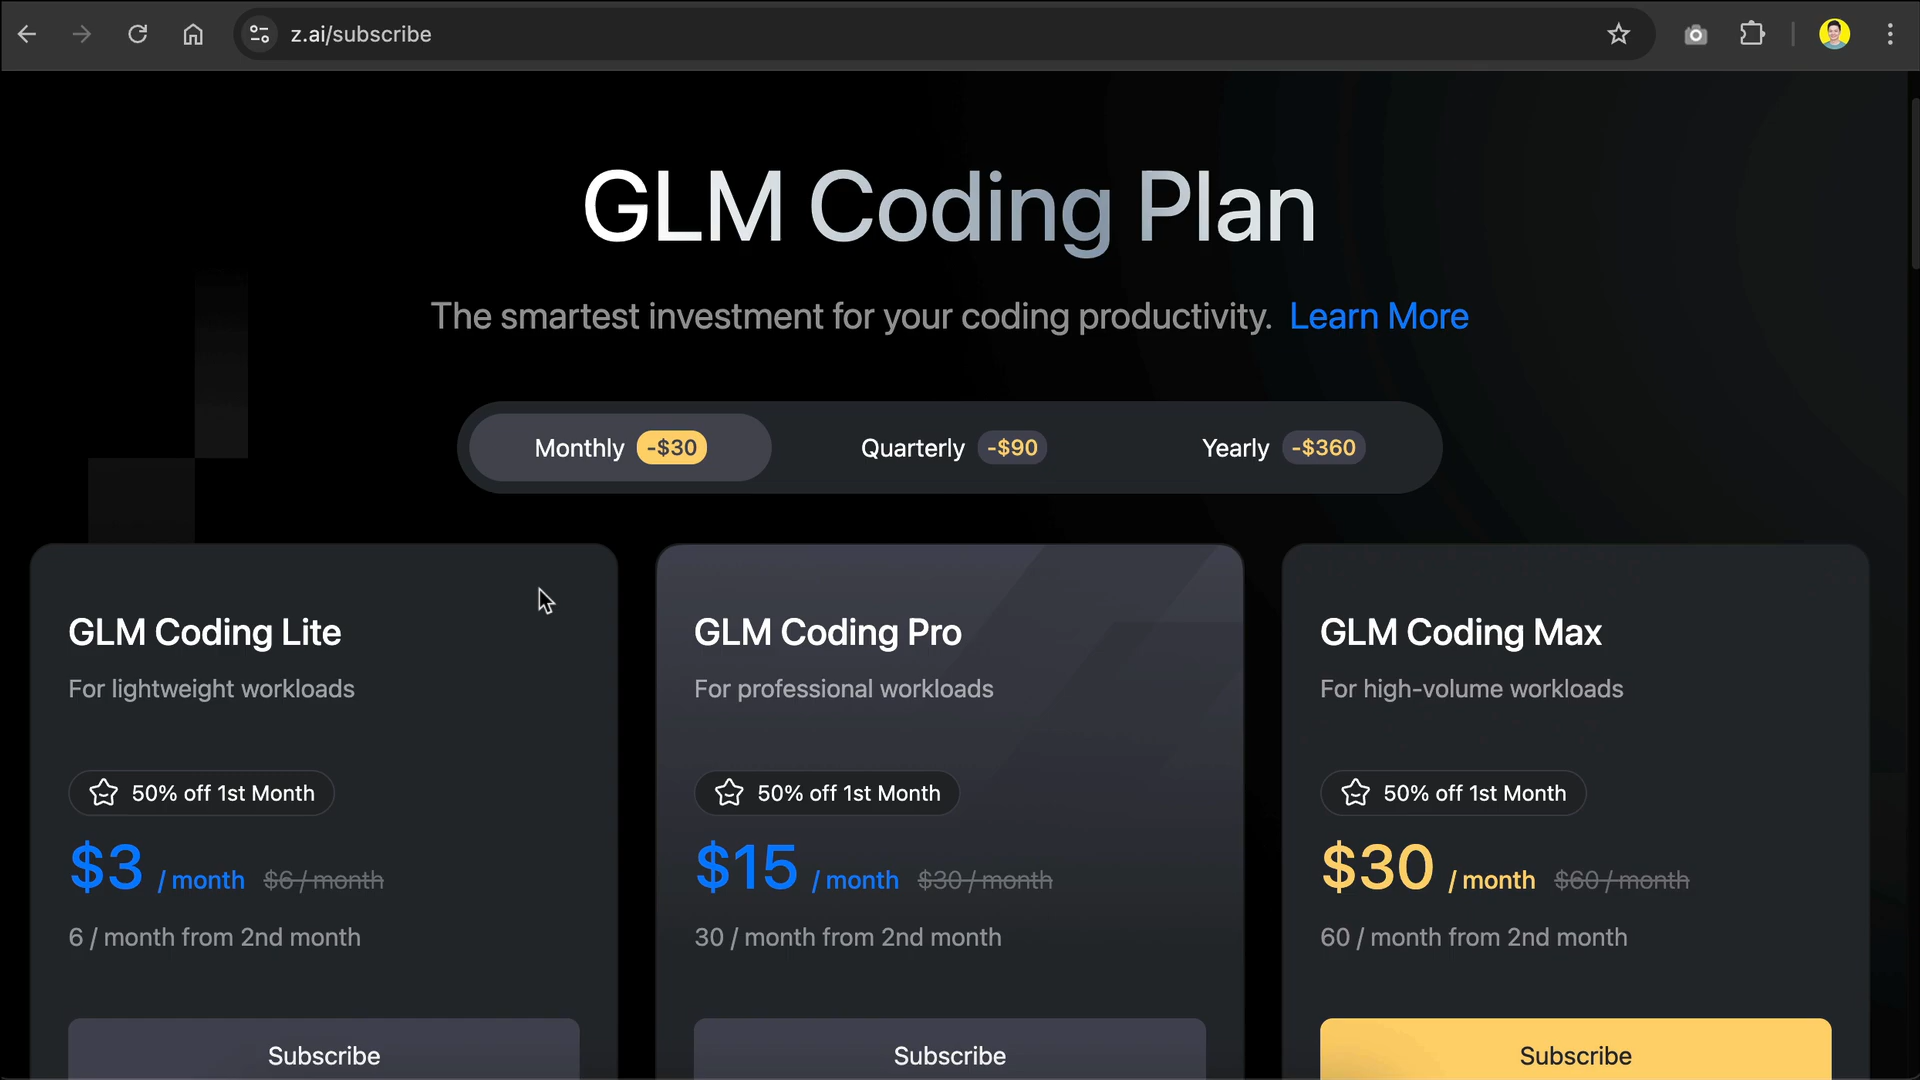 z.ai/subscribe
GLM Coding Plan
The smartest investment for your coding productivity. Learn More
Monthly -$30 Quarterly -$90 Yearly -$360
GLM Coding Lite
For lightweight workloads
50% off 1st Month
$3 / month $6 / month
6 / month from 2nd month
Subscribe
GLM Coding Pro
For professional workloads
50% off 1st Month
$15 / month $30 / month
30 / month from 2nd month
Subscribe
GLM Coding Max
For high-volume workloads
50% off 1st Month
$30 / month $60 / month
60 / month from 2nd month
Subscribe